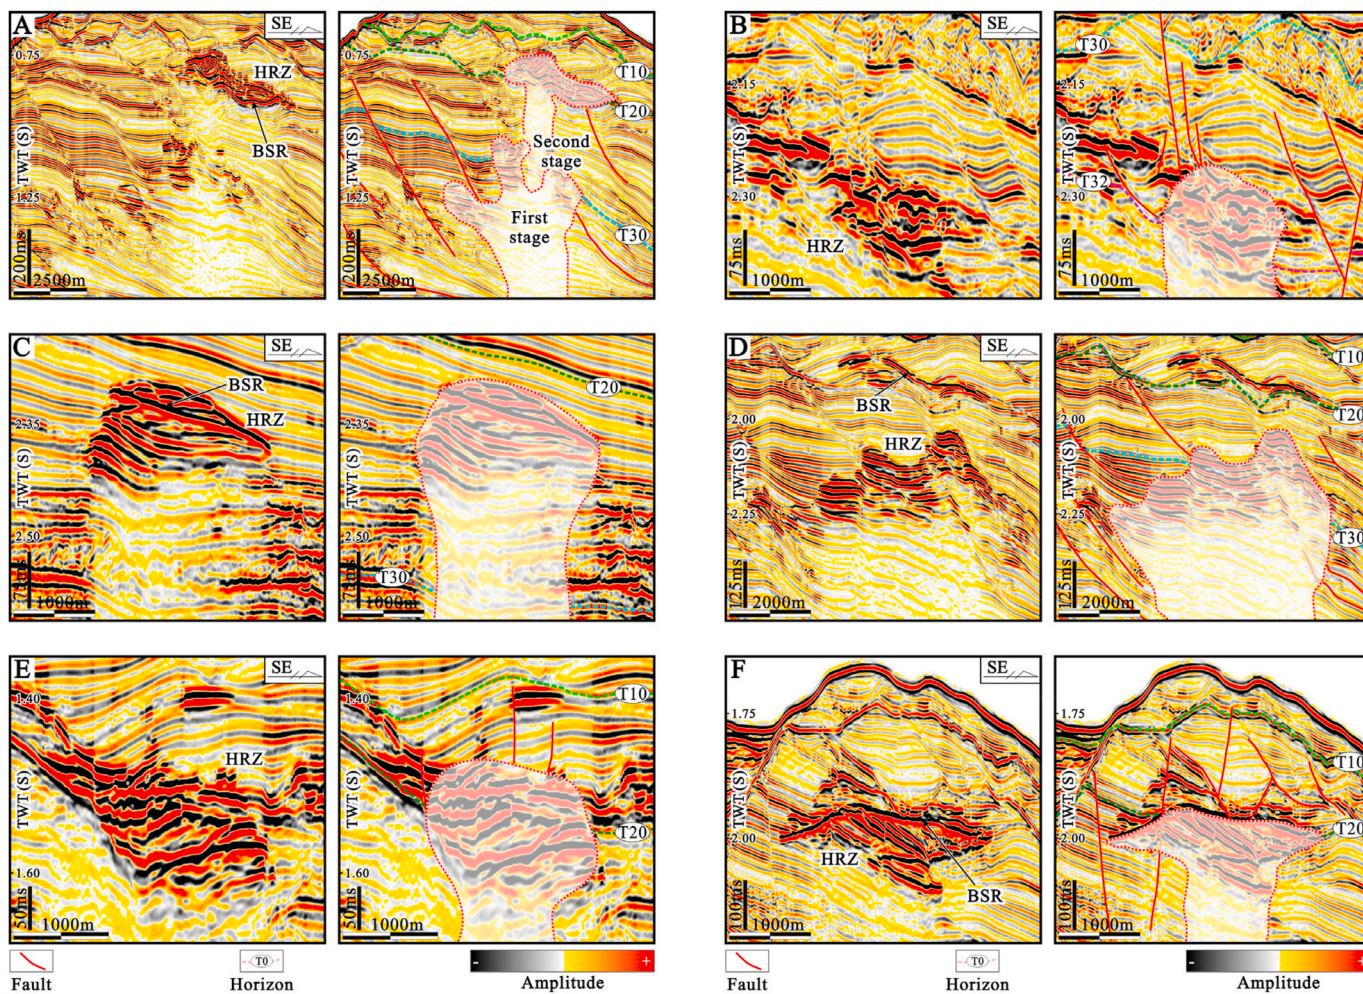 A
SE
0.75
HRZ
BSR
TWT (S)
1.25
200ms
2500m
T10
T20
Second
stage
First
stage
T30
TWT (S)
200ms
2500m
B
SE
2.15
TWT (S)
2.30
HRZ
75ms
1000m
T30
2.15
TWT (S)
T32
2.30
75ms
1000m
C
SE
BSR
HRZ
2.35
TWT (S)
2.50
75ms
1000m
T20
2.35
TWT (S)
2.50
T30
75ms
1000m
D
SE
BSR
2.00
HRZ
TWT (S)
2.25
125ms
2000m
T10
T20
2.00
TWT (S)
2.25
T30
125ms
2000m
E
SE
1.40
HRZ
TWT (S)
1.60
50ms
1000m
T10
1.40
TWT (S)
T20
1.60
50ms
1000m
F
SE
1.75
TWT (S)
2.00
HRZ
BSR
100ms
1000m
1.75
T10
TWT (S)
T20
2.00
100ms
1000m
Fault
T0
Horizon
- +
Amplitude
Fault
T0
Horizon
- +
Amplitude